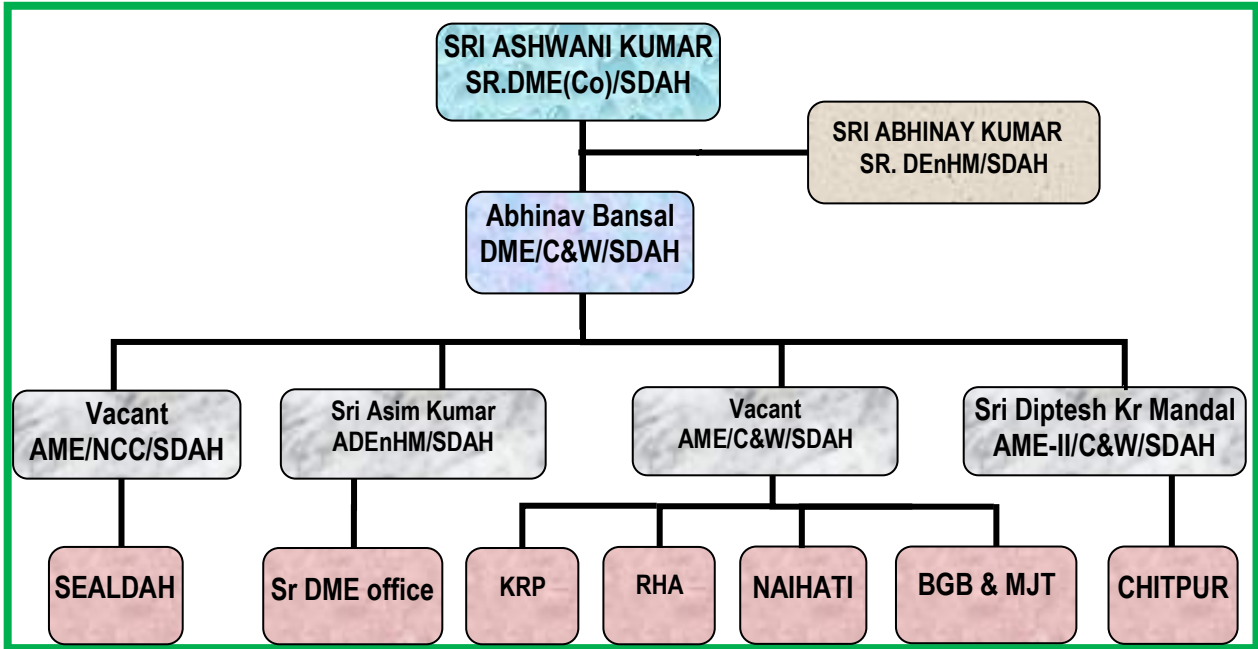 SRI ASHWANI KUMAR
SR.DME(Co)/SDAH
SRI ABHINAY KUMAR
SR. DEnHM/SDAH
Abhinav Bansal
DME/C&W/SDAH
Vacant
AME/NCC/SDAH
Sri Asim Kumar
ADEnHM/SDAH
Vacant
AME/C&W/SDAH
Sri Diptesh Kr Mandal
AME-II/C&W/SDAH
SEALDAH
Sr DME office
KRP
RHA
NAIHATI
BGB & MJT
CHITPUR